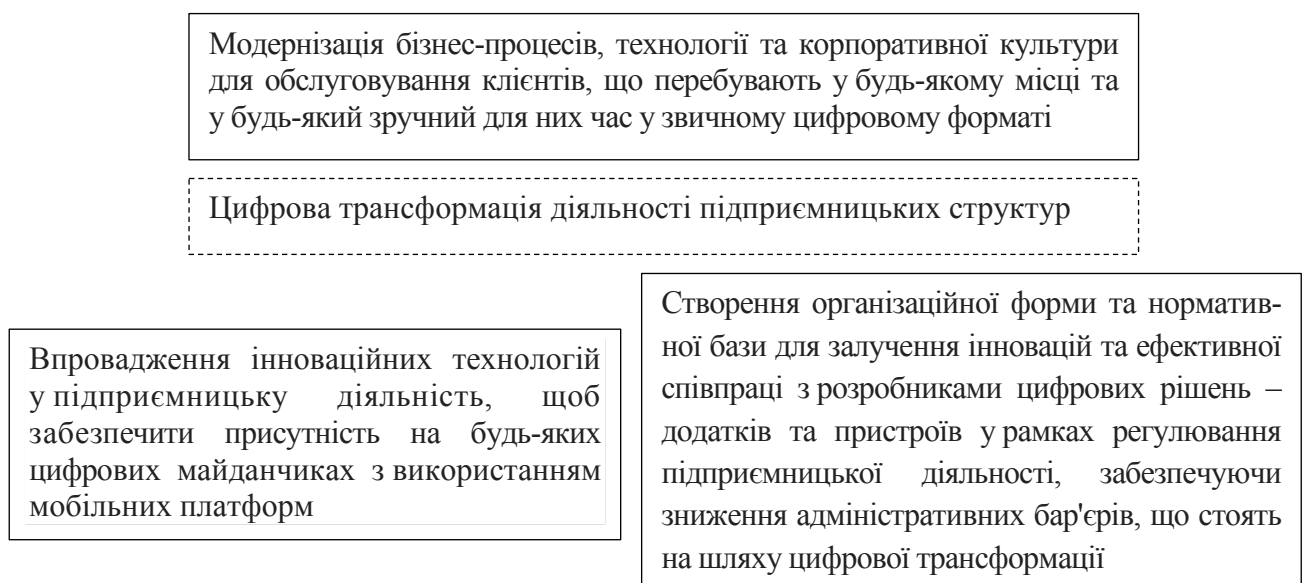 Модернізація бізнес-процесів, технології та корпоративної культури
для обслуговування клієнтів, що перебувають у будь-якому місці та
у будь-який зручний для них час у звичному цифровому форматі
Цифрова трансформація діяльності підприємницьких структур
Впровадження інноваційних технологій
у підприємницьку діяльність, щоб
забезпечити присутність на будь-яких
цифрових майданчиках з використанням
мобільних платформ
Створення організаційної форми та норматив-
ної бази для залучення інновацій та ефективної
співпраці з розробниками цифрових рішень –
додатків та пристроїв у рамках регулювання
підприємницької діяльності, забезпечуючи
зниження адміністративних бар'єрів, що стоять
на шляху цифрової трансформації